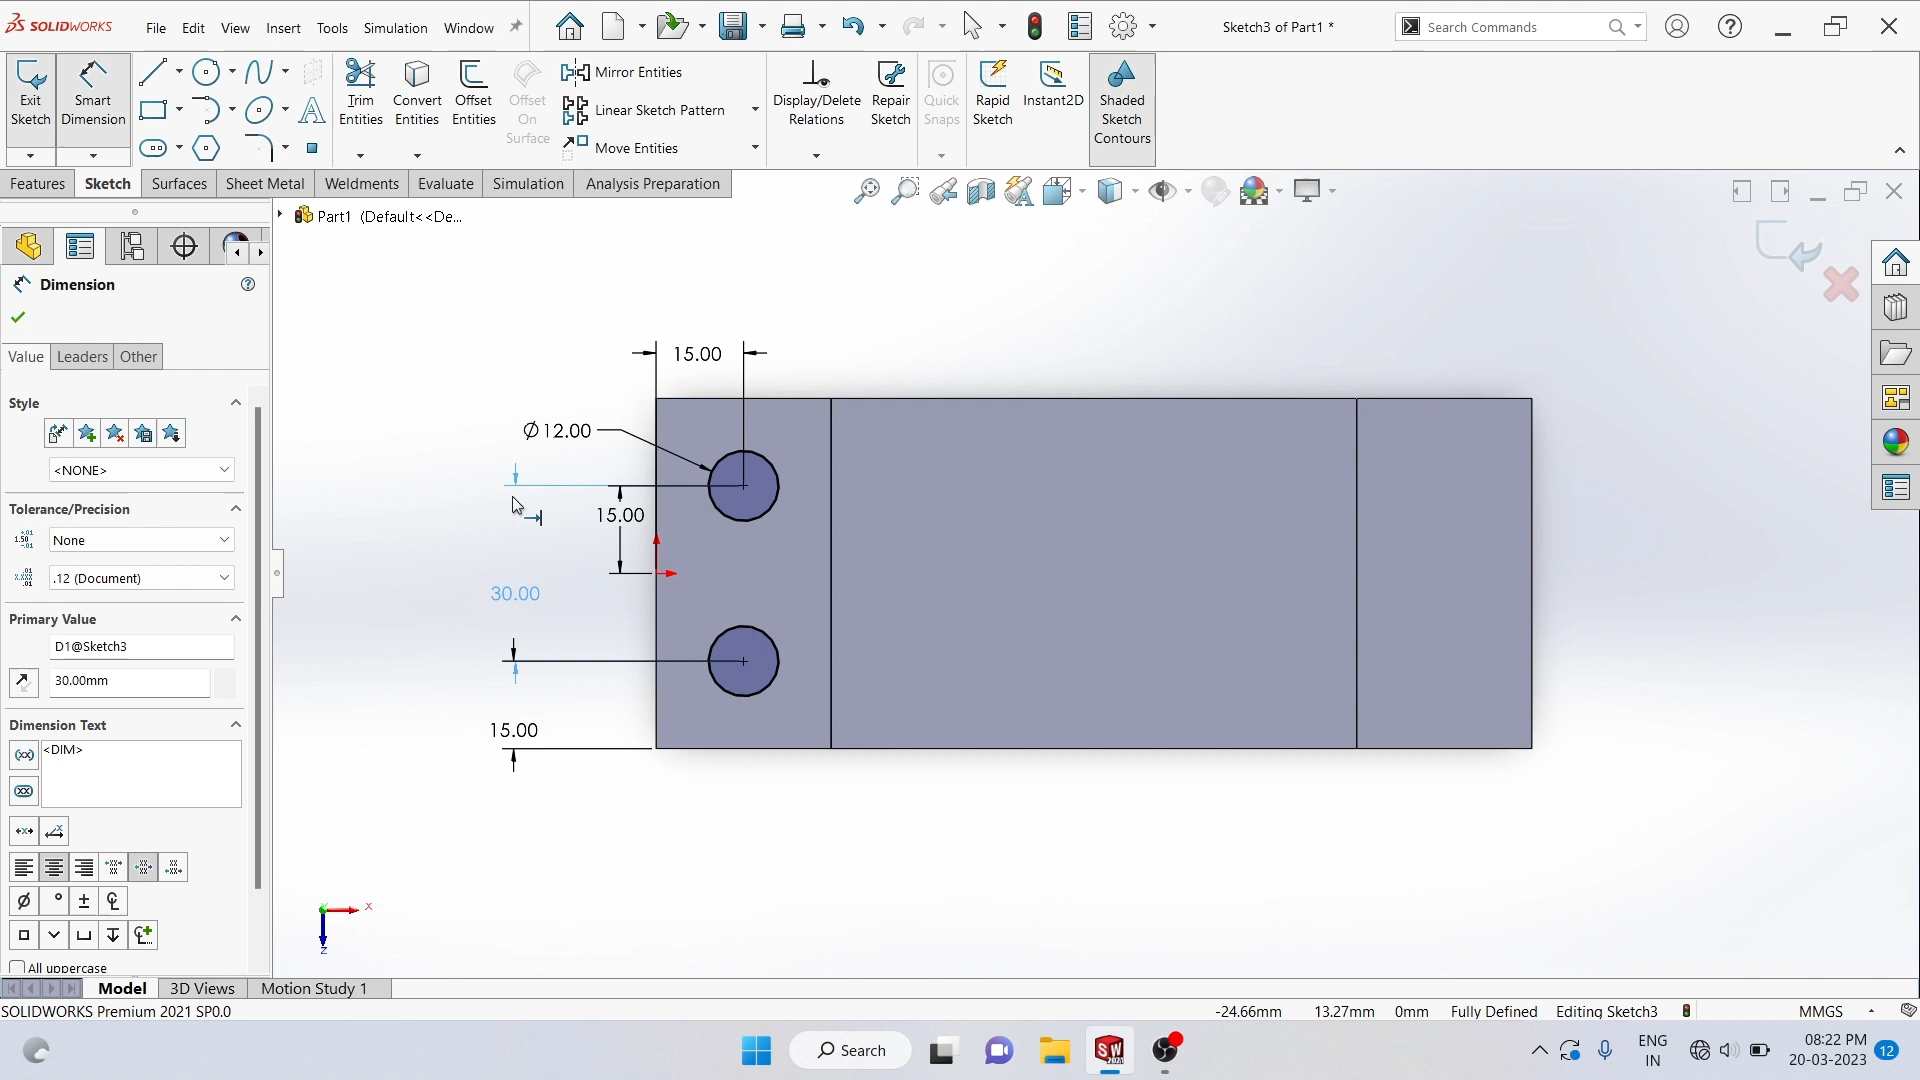 SOLIDWORKS
File Edit View Insert Tools Simulation Window
Sketch3 of Part1 *
Search Commands
Exit Sketch
Smart Dimension
Trim Entities
Convert Entities
Offset Entities
Offset On Surface
Mirror Entities
Linear Sketch Pattern
Move Entities
Display/Delete Relations
Repair Sketch
Quick Snaps
Rapid Sketch
Instant2D
Shaded Sketch Contours
Features Sketch Surfaces Sheet Metal Weldments Evaluate Simulation Analysis Preparation
Part1 (Default<<De...
Dimension
Value Leaders Other
Style
<NONE>
Tolerance/Precision
None
.12 (Document)
Primary Value
D1@Sketch3
30.00mm
Dimension Text
<DIM>
All uppercase
15.00
Ø12.00
15.00
30.00
15.00
X
Z
Model 3D Views Motion Study 1
SOLIDWORKS Premium 2021 SP0.0
-24.66mm 13.27mm 0mm Fully Defined Editing Sketch3 MMGS
Search
ENG
IN
08:22 PM
20-03-2023
12